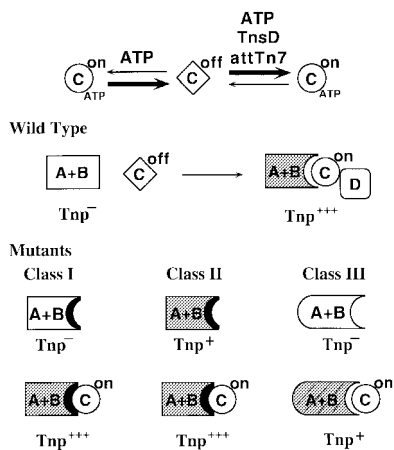 ATP
TnsD
attTn7
on
C
ATP
ATP
off
C
on
C
ATP
Wild Type
A+B
C
off
A+B
C
on
D
Tnp⁻
Tnp⁺⁺⁺
Mutants
Class I
Class II
Class III
A+B
A+B
A+B
Tnp⁻
Tnp⁺
Tnp⁻
A+B
C
on
A+B
C
on
A+B
C
on
Tnp⁺⁺⁺
Tnp⁺⁺⁺
Tnp⁺